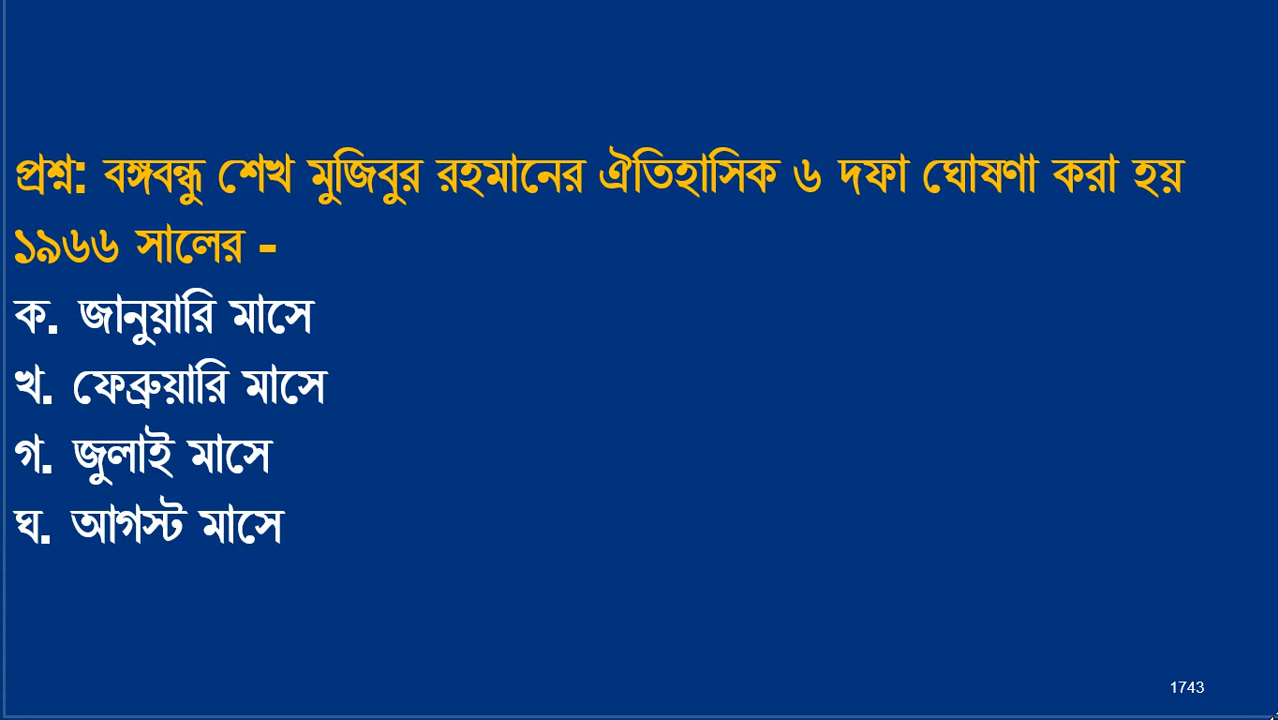 প্রশ্ন: বঙ্গবন্ধু শেখ মুজিবুর রহমানের ঐতিহাসিক ৬ দফা ঘোষণা করা হয়
১৯৬৬ সালের -
ক. জানুয়ারি মাসে
খ. ফেব্রুয়ারি মাসে
গ. জুলাই মাসে
ঘ. আগস্ট মাসে
1743